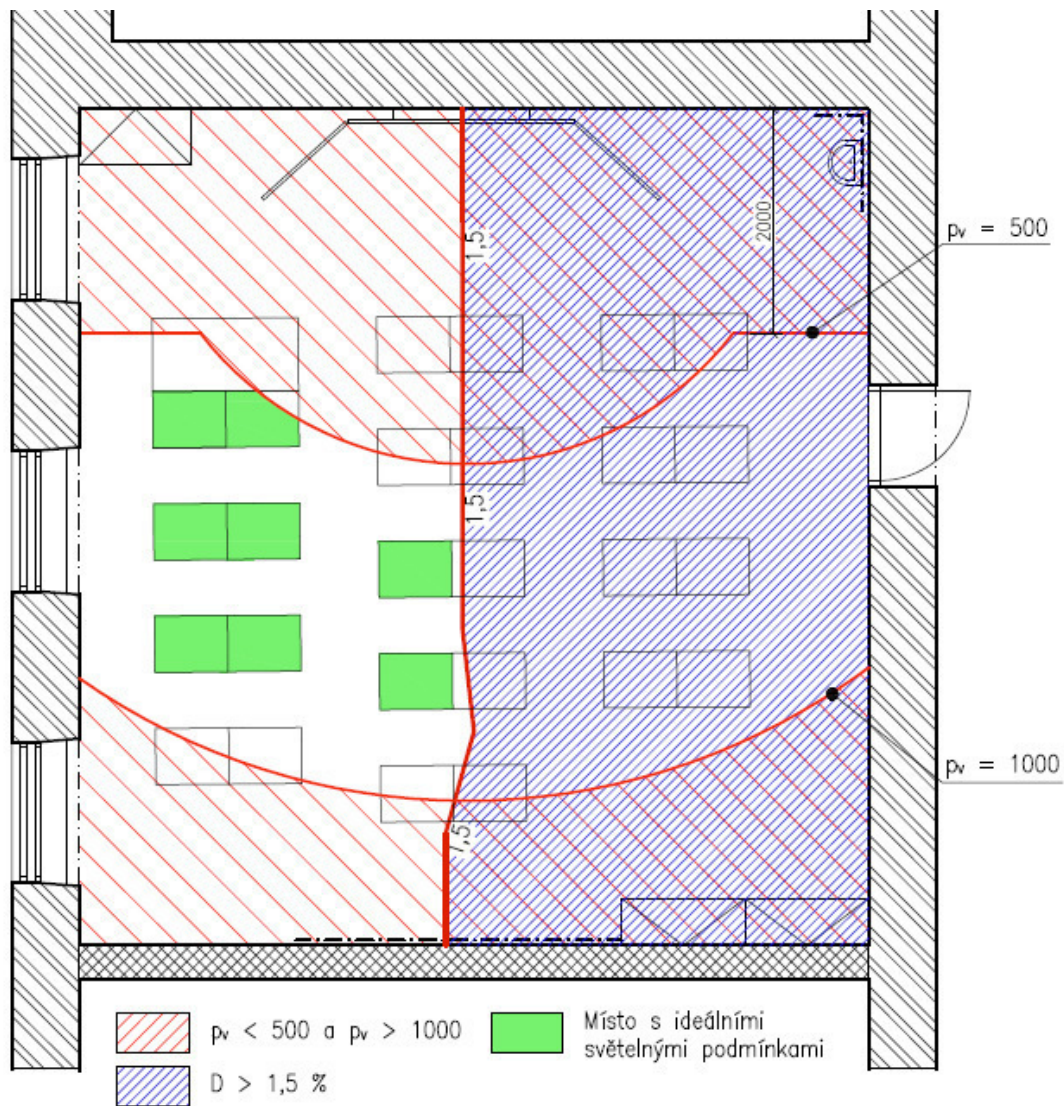 1,5
2000
pᵥ = 500
1,5
pᵥ = 1000
1,5
pᵥ < 500 a pᵥ > 1000
Místo s ideálními
světelnými podmínkami
D > 1,5 %